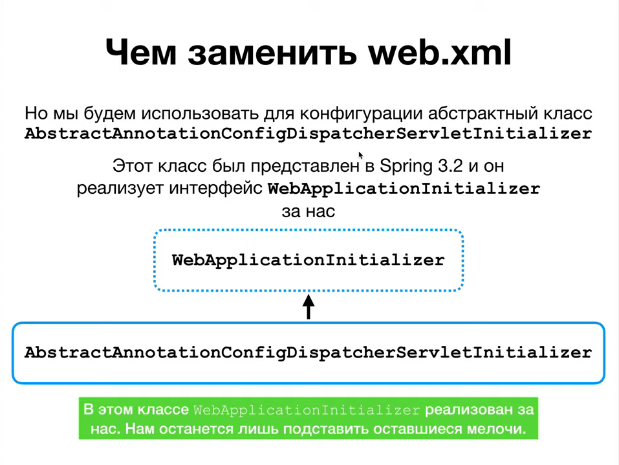 Чем заменить web.xml
Но мы будем использовать для конфигурации абстрактный класс
AbstractAnnotationConfigDispatcherServletInitializer
Этот класс был представлен в Spring 3.2 и он
реализует интерфейс WebApplicationInitializer
за нас
WebApplicationInitializer
AbstractAnnotationConfigDispatcherServletInitializer
В этом классе WebApplicationInitializer реализован за
нас. Нам останется лишь подставить оставшиеся мелочи.